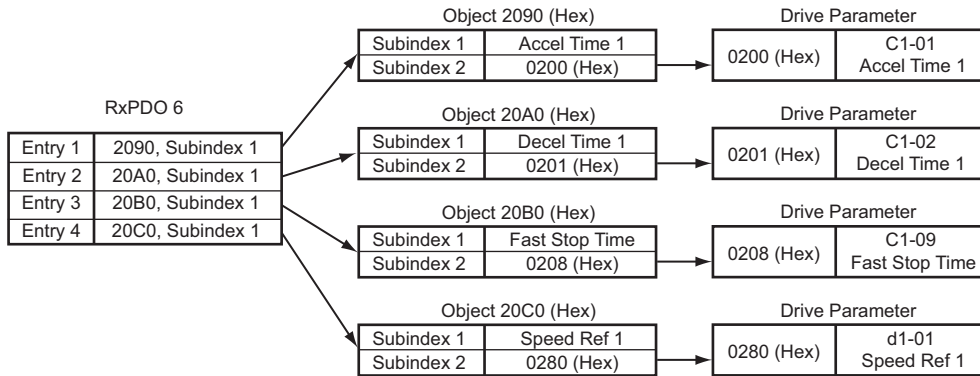 Object 2090 (Hex)
Subindex 1 Accel Time 1
Subindex 2 0200 (Hex)
Drive Parameter
0200 (Hex) C1-01
Accel Time 1
RxPDO 6
Entry 1 2090, Subindex 1
Entry 2 20A0, Subindex 1
Entry 3 20B0, Subindex 1
Entry 4 20C0, Subindex 1
Object 20A0 (Hex)
Subindex 1 Decel Time 1
Subindex 2 0201 (Hex)
Drive Parameter
0201 (Hex) C1-02
Decel Time 1
Object 20B0 (Hex)
Subindex 1 Fast Stop Time
Subindex 2 0208 (Hex)
Drive Parameter
0208 (Hex) C1-09
Fast Stop Time
Object 20C0 (Hex)
Subindex 1 Speed Ref 1
Subindex 2 0280 (Hex)
Drive Parameter
0280 (Hex) d1-01
Speed Ref 1